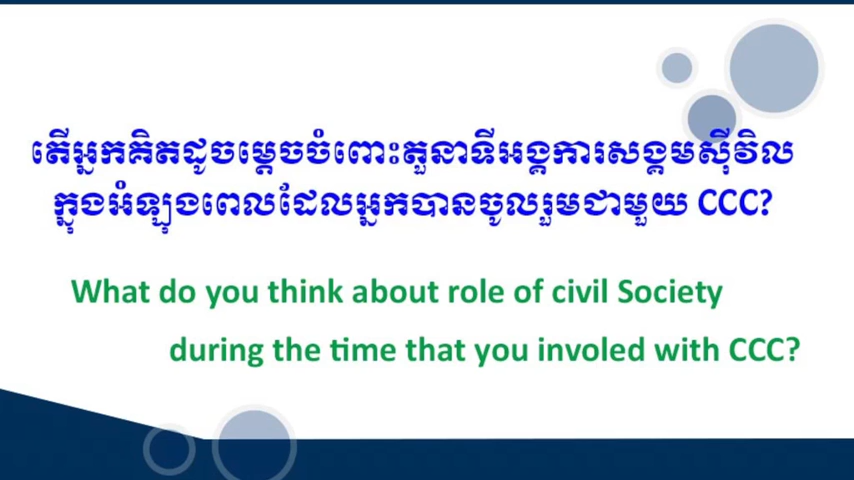 តើអ្នកគិតដូចម្ដេចចំពោះតួនាទីអង្គការសង្គមស៊ីវិល
ក្នុងអំឡុងពេលដែលអ្នកបានចូលរួមជាមួយ CCC?
What do you think about role of civil Society
during the time that you involed with CCC?